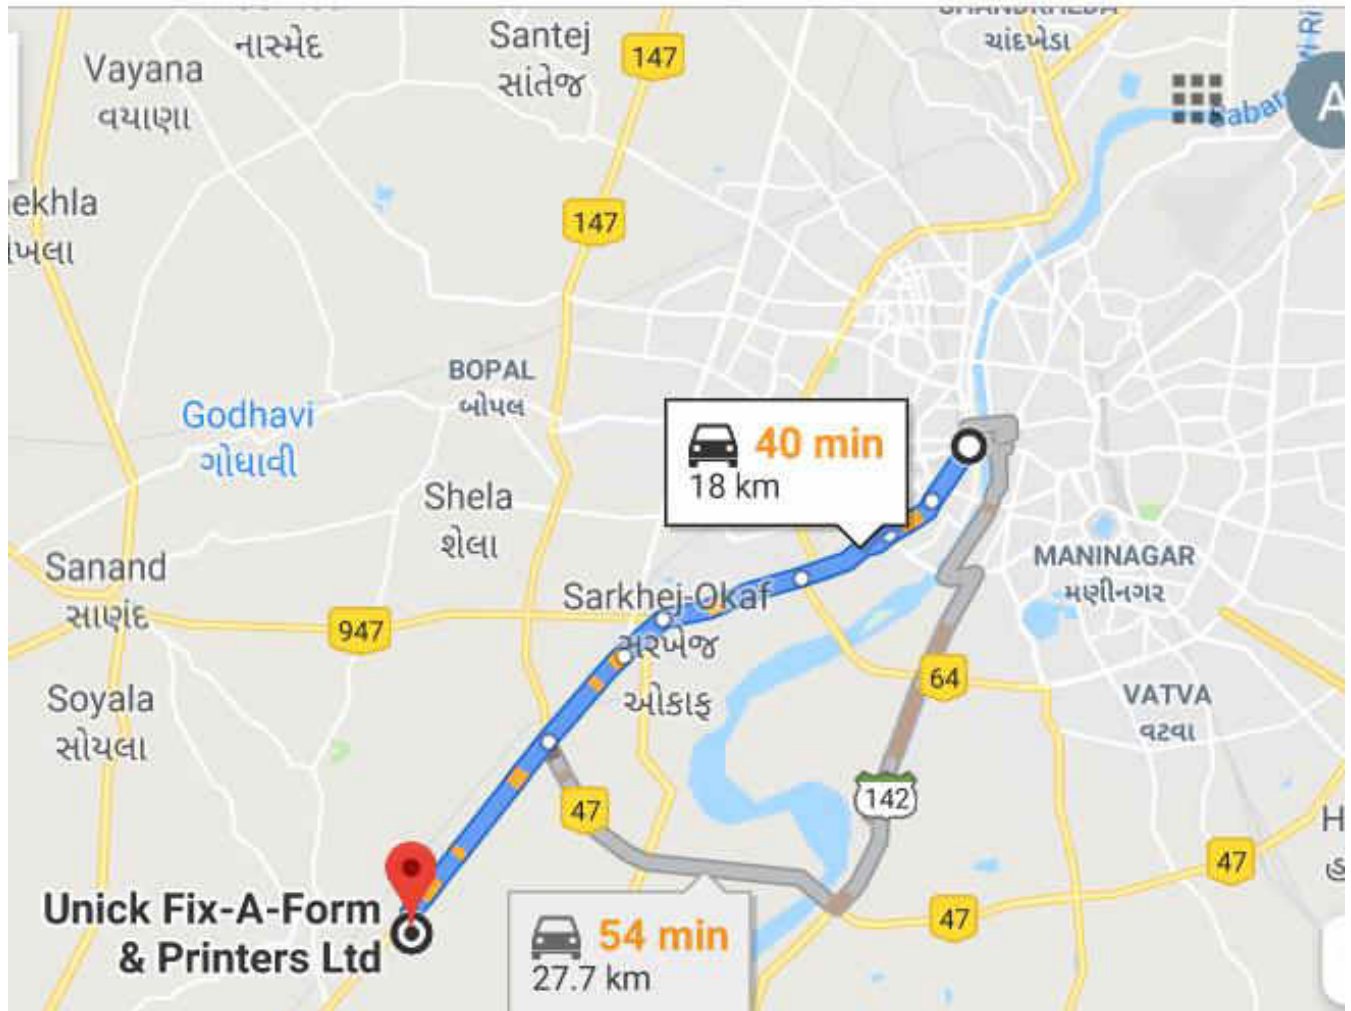 નાસ્મેદ
Santej
સાંતેજ
CHANDKHEDA
ચાંદખેડા
147
Vayana
વયાણા
A
147
BOPAL
બોપલ
Godhavi
ગોધાવી
40 min
18 km
Shela
શેલા
Sanand
સાણંદ
MANINAGAR
મણીનગર
Sarkhej-Okaf
સરખેજ
ઓકાફ
947
64
Soyala
સોયલા
VATVA
વટવા
142
47
47
47
Unick Fix-A-Form
& Printers Ltd
54 min
27.7 km